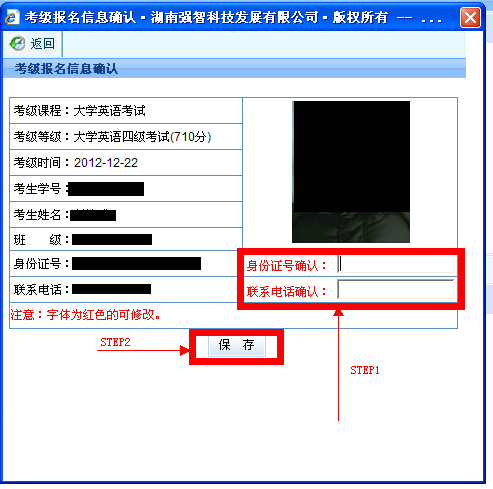 考级报名信息确认 - 湖南强智科技发展有限公司 - 版权所有 -- ...
返回
考级报名信息确认
考级课程：大学英语考试
考级等级：大学英语四级考试(710分)
考级时间：2012-12-22
考生学号：
考生姓名：
班 级：
身份证号： 身份证号确认：
联系电话： 联系电话确认：
注意：字体为红色的可修改。
STEP2 保 存
STEP1